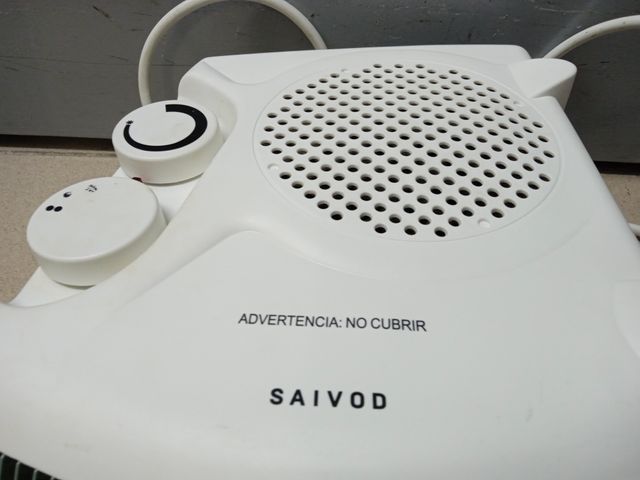 ADVERTENCIA: NO CUBRIR
SAIVOD